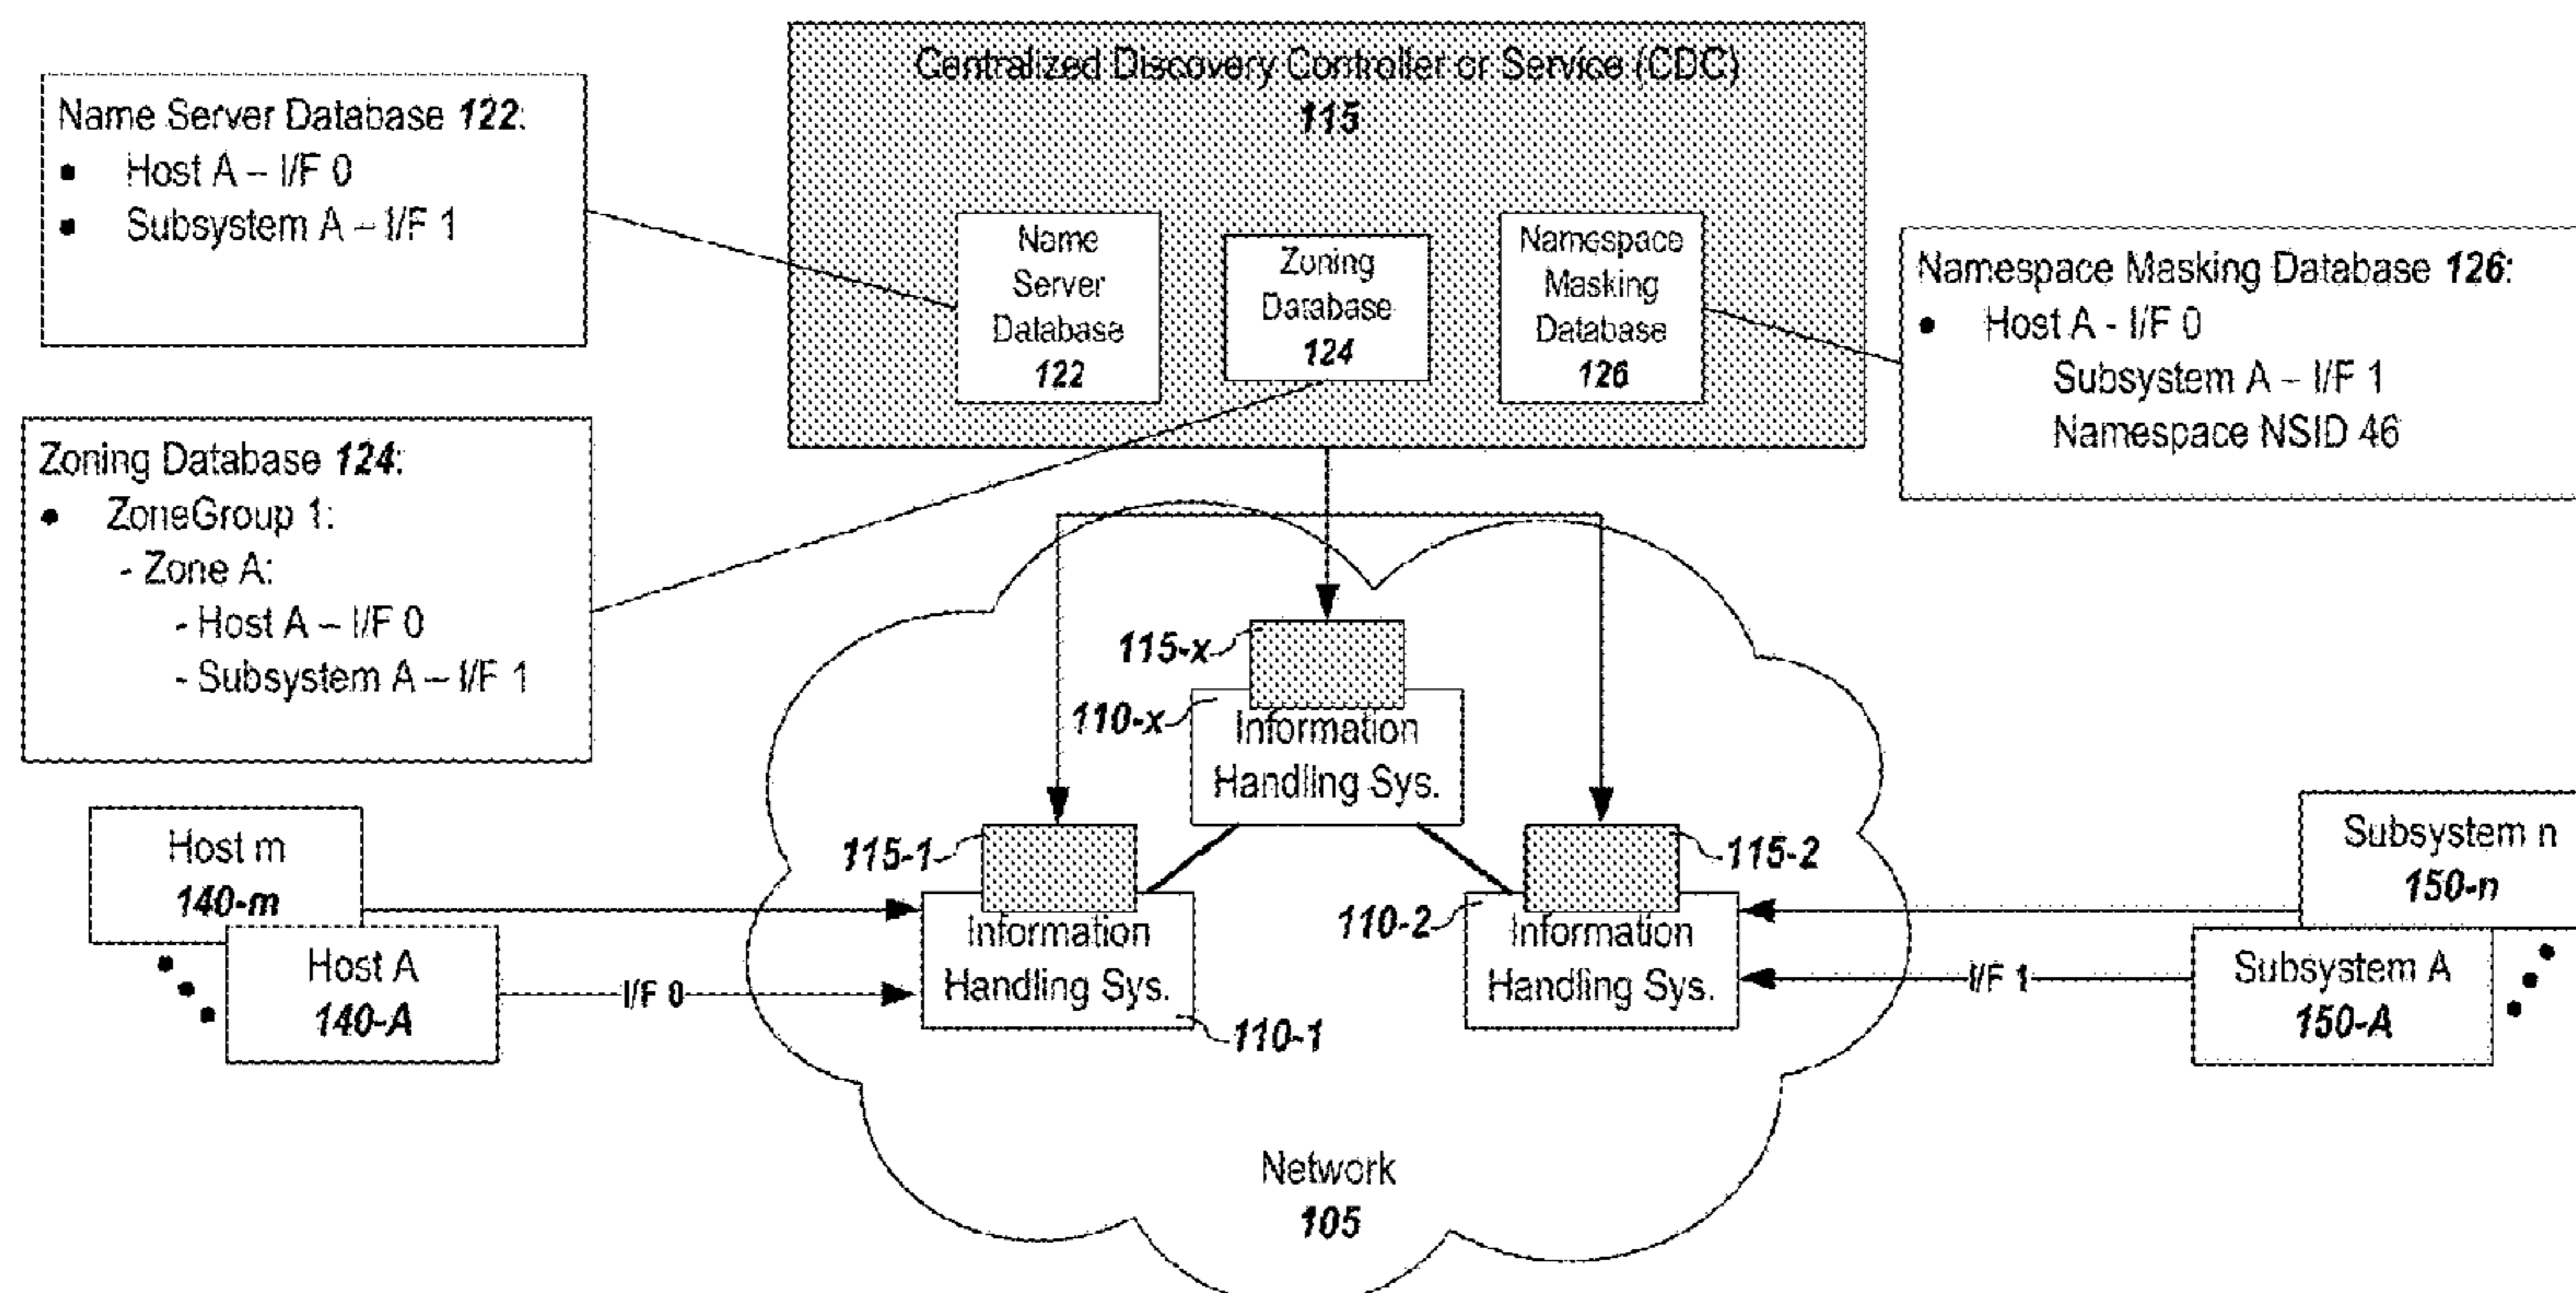 Centralized Discovery Controller or Service (CDC)
115
Name Server Database 122:
• Host A – I/F 0
• Subsystem A – I/F 1
Name
Server
Database
122
Zoning
Darabase
124
Namespace
Masking
Database
126
Namespace Masking Database 126:
• Host A - I/F 0
Subsystem A – I/F 1
Namespace NSID 46
Zoning Database 124:
• ZoneGroup 1:
- Zone A:
- Host A – I/F 0
- Subsystem A – I/F 1
115-x
110-x
Information
Handling Sys.
115-1
Information
Handling Sys.
110-1
115-2
110-2
Information
Handling Sys.
Host m
140-m
Host A
140-A
I/F 0
Subsystem n
150-n
Subsystem A
150-A
I/F 1
Network
105